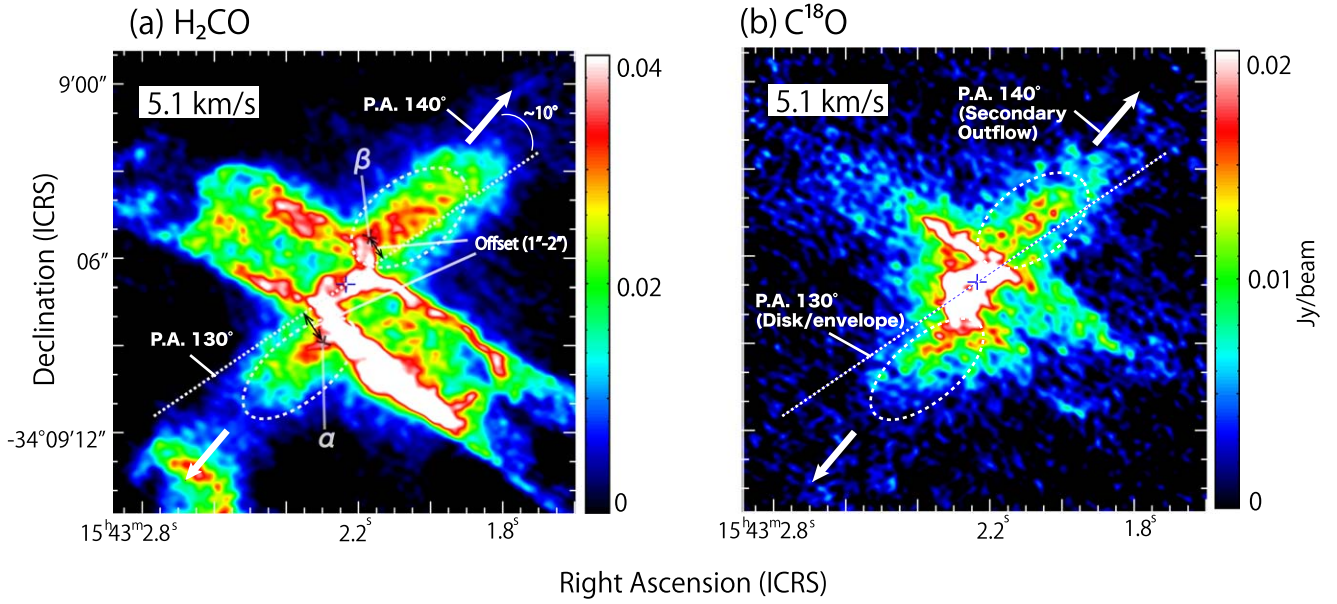 (a) H₂CO
5.1 km/s
P.A. 140°
~10°
β
Offset (1”-2”)
P.A. 130°
α
9’00”
06”
-34°09’12”
Declination (ICRS)
15ʰ43ᵐ2.8ˢ
2.2ˢ
1.8ˢ
0.04
0.02
0
(b) C¹⁸O
5.1 km/s
P.A. 140°
(Secondary
Outflow)
P.A. 130°
(Disk/envelope)
15ʰ43ᵐ2.8ˢ
2.2ˢ
1.8ˢ
0.02
0.01
0
Jy/beam
Right Ascension (ICRS)